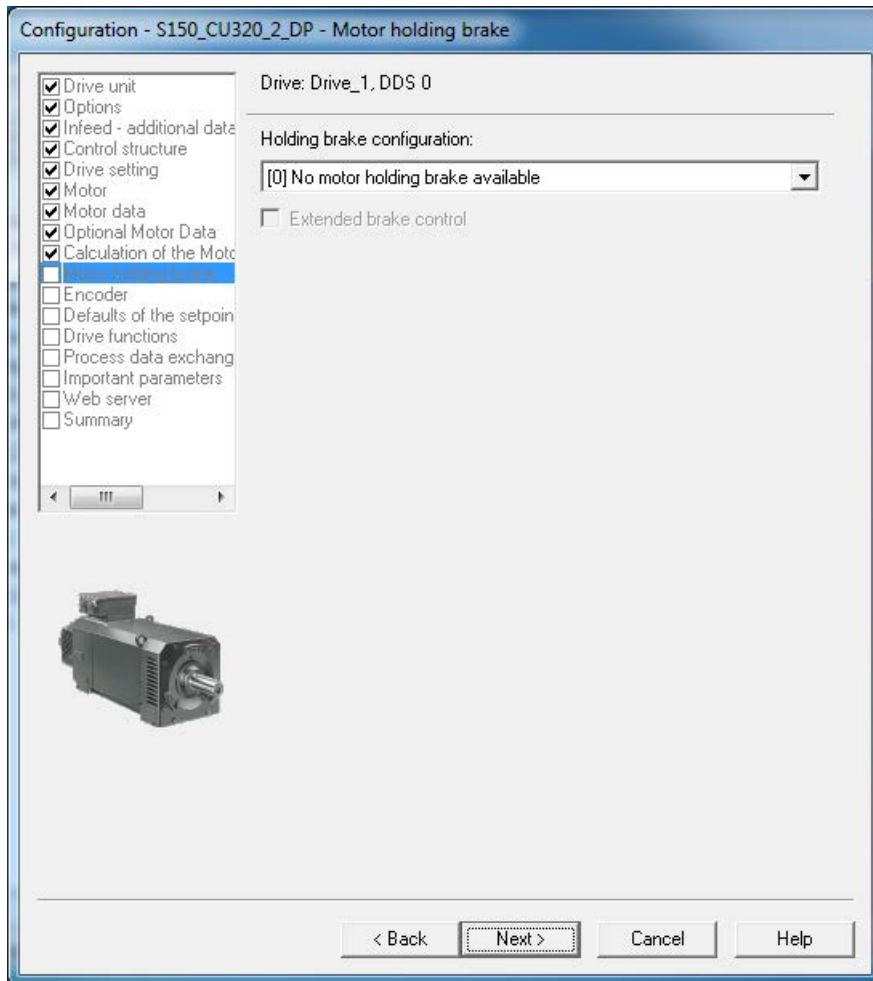 Configuration - S150_CU320_2_DP - Motor holding brake
Drive unit
Options
Infeed - additional data
Control structure
Drive setting
Motor
Motor data
Optional Motor Data
Calculation of the Moto
Motor holding brake
Encoder
Defaults of the setpoin
Drive functions
Process data exchang
Important parameters
Web server
Summary
Drive: Drive_1, DDS 0
Holding brake configuration:
[0] No motor holding brake available
Extended brake control
< Back
Next >
Cancel
Help